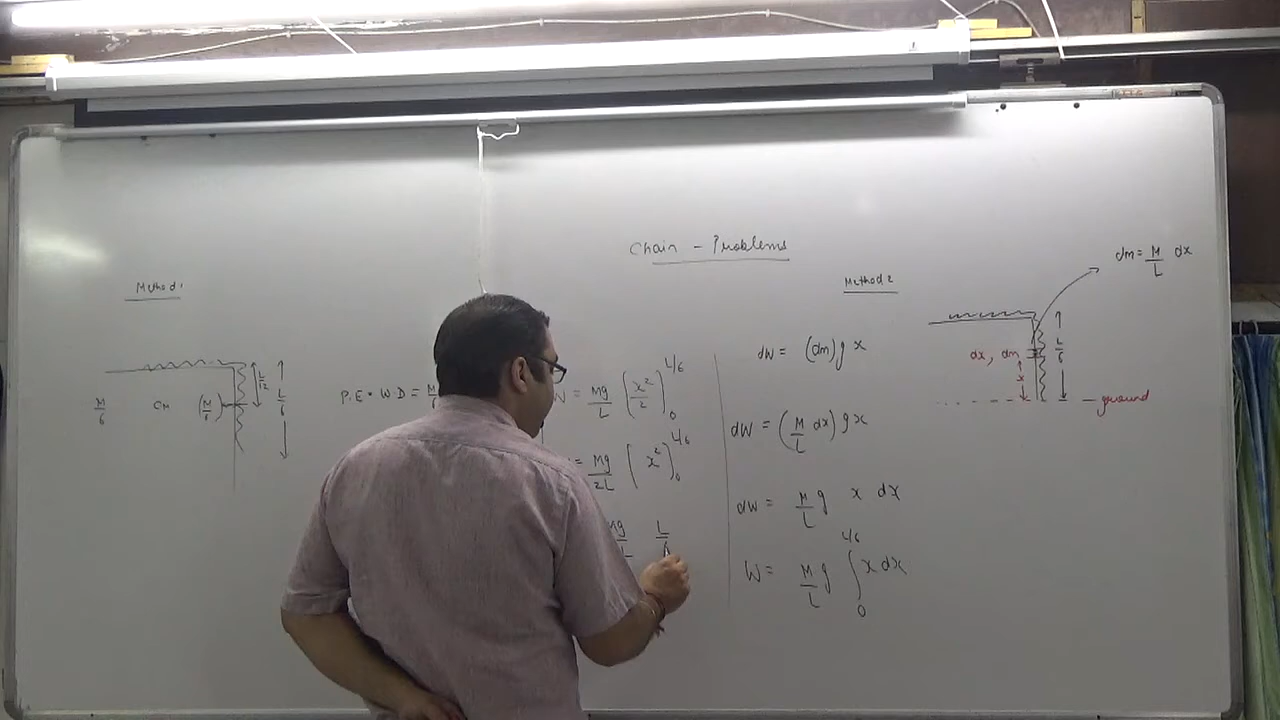 Chain - Problems
Method 1
L/12
L/6
M/6 CM (M/6)
P.E = W.D = M/
W = Mg/L (x²/2]₀^L/6
= Mg/2L (x²]₀^L/6
Mg/L L/6
Method 2
dW = (dm)g x
dW = (M/L dx) g x
dW = M/L g x dx
W = M/L g ∫₀^L/6 x dx
dm = M/L dx
dx, dm
L/6
x
ground